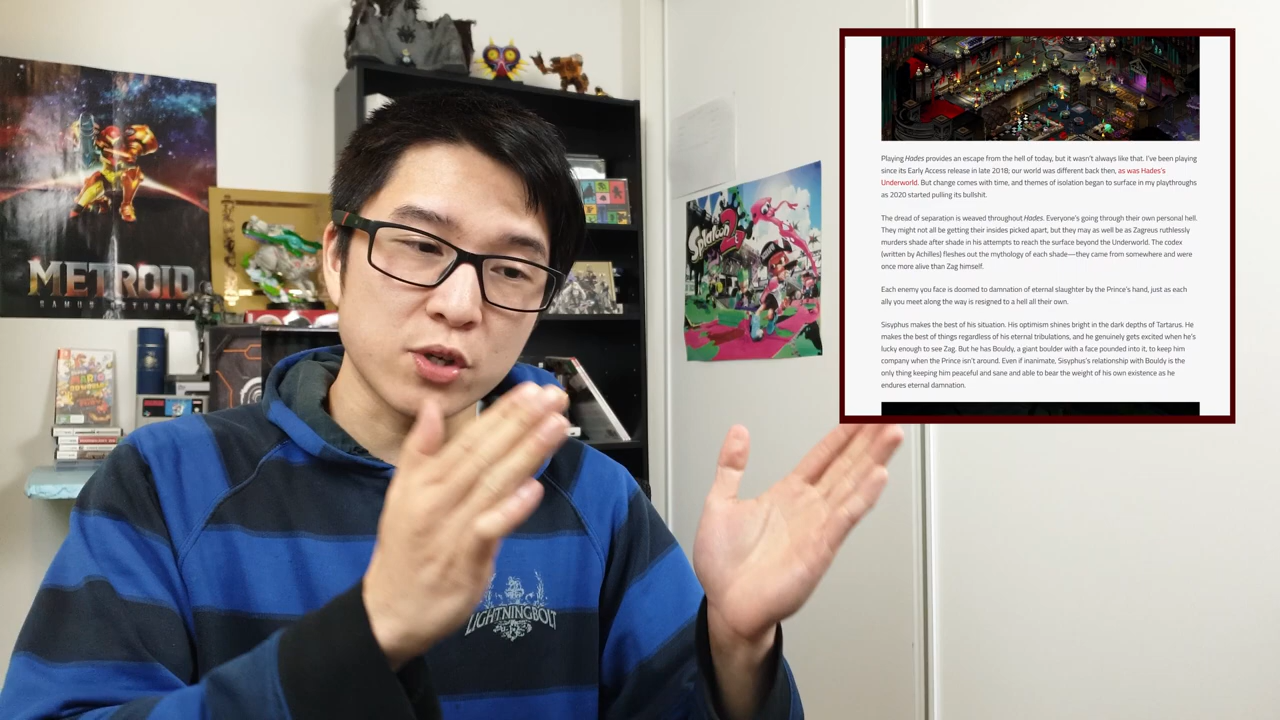 METROID
SAMUS RETURNS
Splatoon 2
LIGHTNINGBOLT
Playing Hades provides an escape from the hell of today, but it wasn't always like that. I've been playing
since its Early Access release in late 2018; our world was different back then, as was Hades's
Underworld. But change comes with time, and themes of isolation began to surface in my playthroughs
as 2020 started pulling its bullshit.
The dread of separation is weaved throughout Hades. Everyone's going through their own personal hell.
They might not all be getting their insides picked apart, but they may as well be as Zagreus ruthlessly
murders shade after shade in his attempts to reach the surface beyond the Underworld. The codex
(written by Achilles) fleshes out the mythology of each shade—they came from somewhere and were
once more alive than Zag himself.
Each enemy you face is doomed to damnation of eternal slaughter by the Prince's hand, just as each
ally you meet along the way is resigned to a hell all their own.
Sisyphus makes the best of his situation. His optimism shines bright in the dark depths of Tartarus. He
makes the best of things regardless of his eternal tribulations, and he genuinely gets excited when he's
lucky enough to see Zag. But he has Bouldy, a giant boulder with a face pounded into it, to keep him
company when the Prince isn't around. Even if inanimate, Sisyphus's relationship with Bouldy is the
only thing keeping him peaceful and sane and able to bear the weight of his own existence as he
endures eternal damnation.